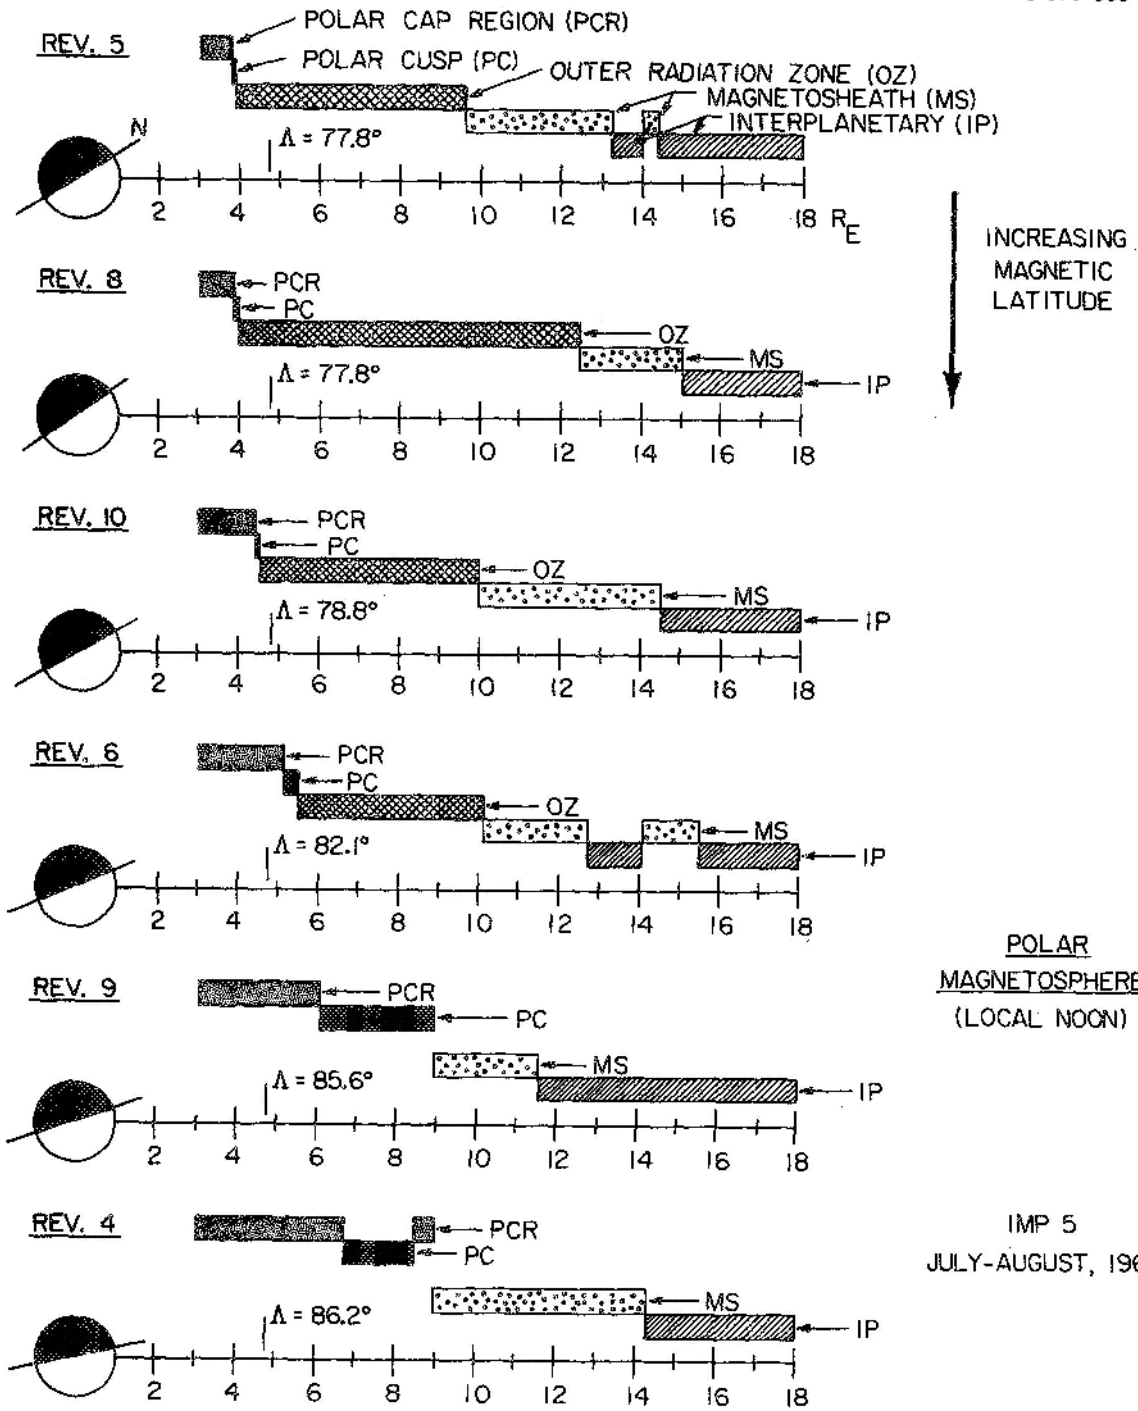 REV. 5
POLAR CAP REGION (PCR)
POLAR CUSP (PC)
OUTER RADIATION ZONE (OZ)
MAGNETOSHEATH (MS)
INTERPLANETARY (IP)
N
Λ = 77.8°
2 4 6 8 10 12 14 16 18 R_E
INCREASING
MAGNETIC
LATITUDE
REV. 8
PCR
PC
OZ
MS
IP
Λ = 77.8°
2 4 6 8 10 12 14 16 18
REV. 10
PCR
PC
OZ
MS
IP
Λ = 78.8°
2 4 6 8 10 12 14 16 18
REV. 6
PCR
PC
OZ
MS
IP
Λ = 82.1°
2 4 6 8 10 12 14 16 18
REV. 9
PCR
PC
MS
IP
Λ = 85.6°
2 4 6 8 10 12 14 16 18
POLAR
MAGNETOSPHERE
(LOCAL NOON)
REV. 4
PCR
PC
MS
IP
Λ = 86.2°
2 4 6 8 10 12 14 16 18
IMP 5
JULY-AUGUST, 196